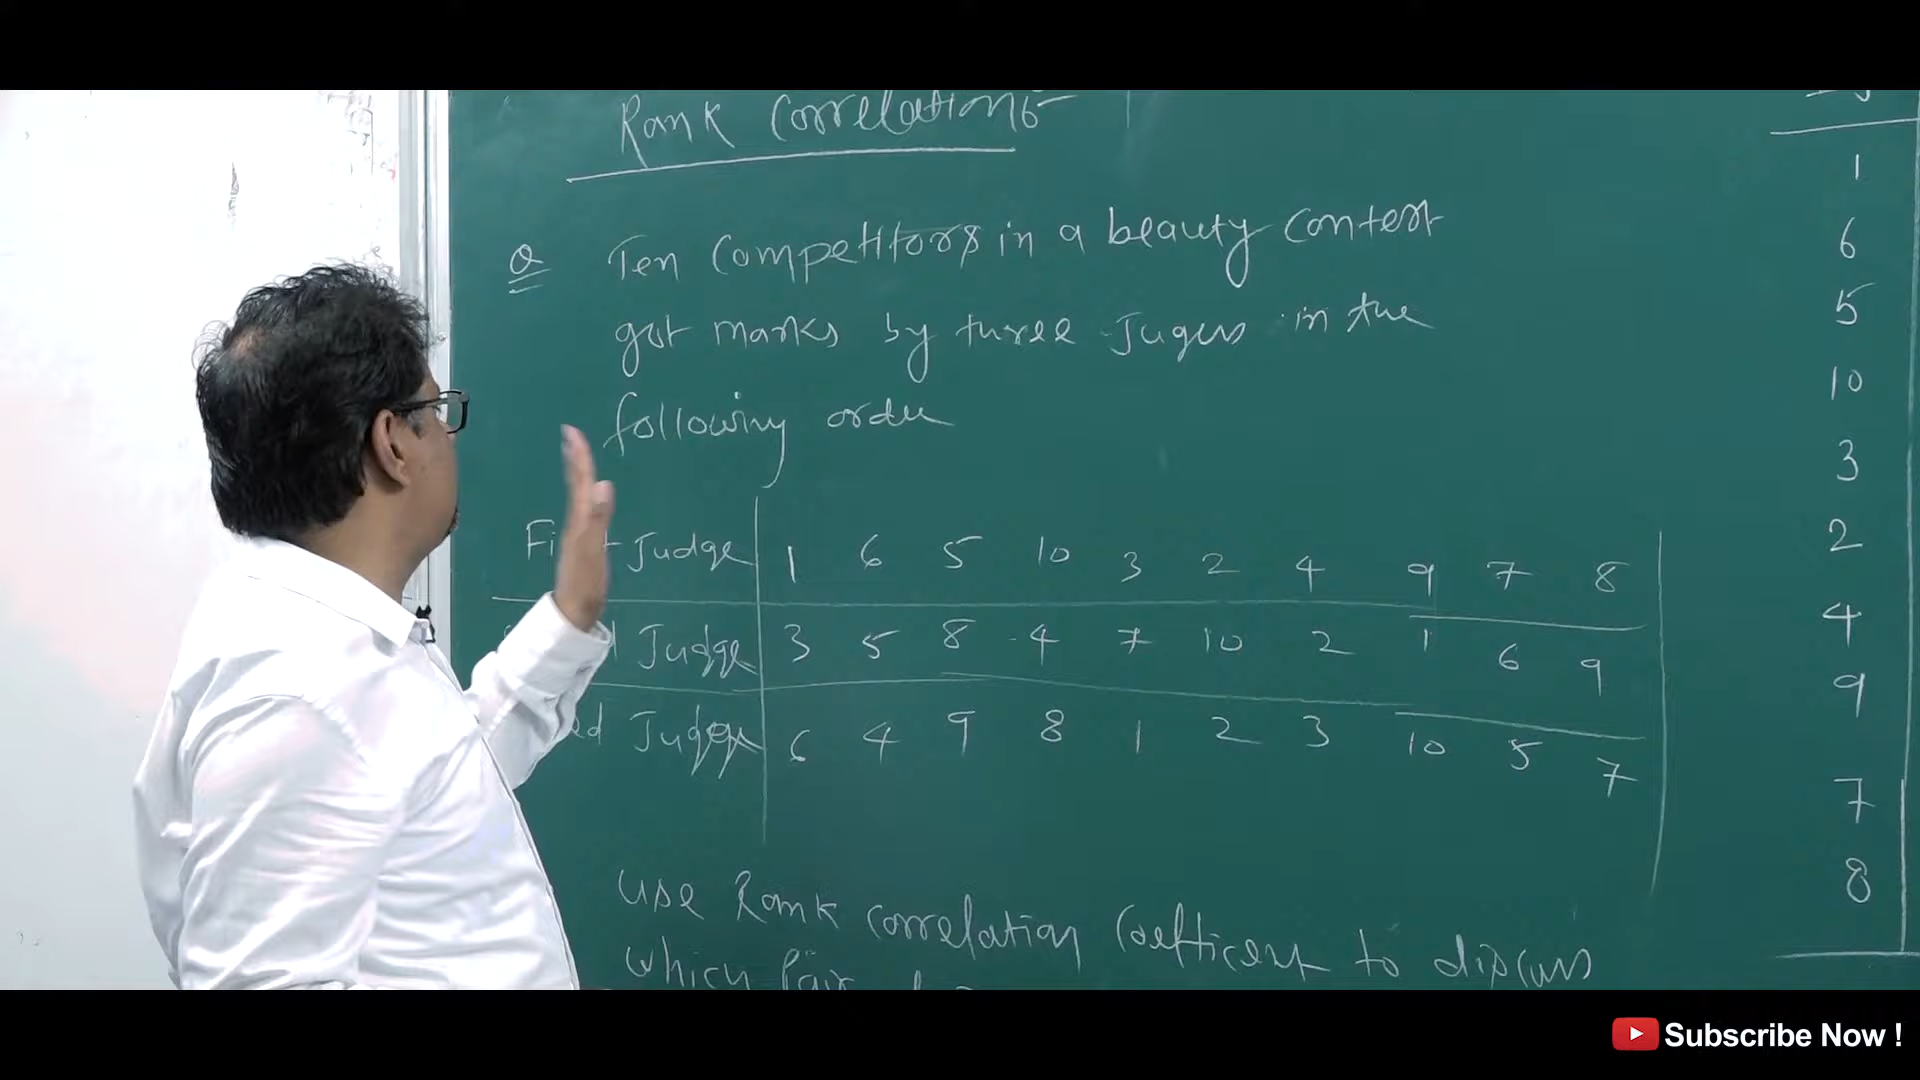 Rank Correlation:-
Q Ten Competitors in a beauty contest
got marks by three Juges in the
following order
Judge 1 6 5 10 3 2 4 9 7 8
Judge 3 5 8 4 7 10 2 1 6 9
Judge 6 4 9 8 1 2 3 10 5 7
use Rank correlation Coefficent to discuss
which Pair
1
6
5
10
3
2
4
9
7
8
Subscribe Now !